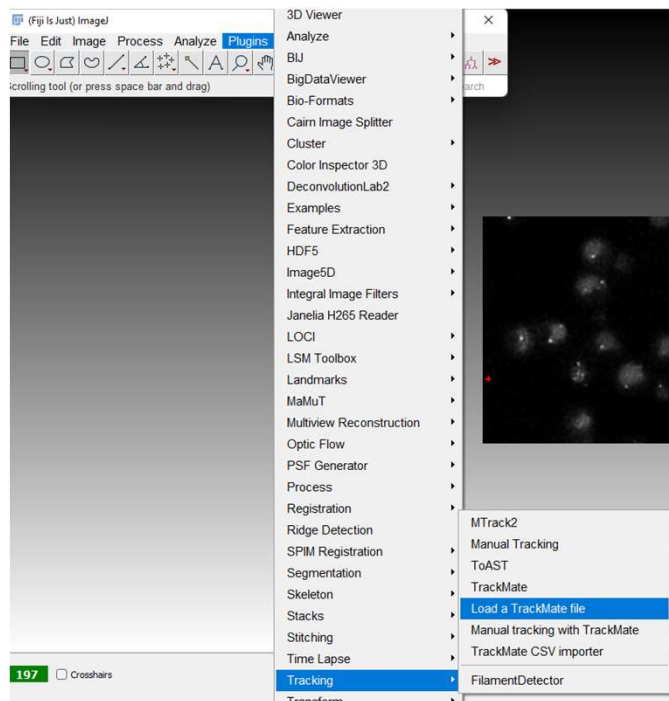 (Fiji Is Just) ImageJ
File Edit Image Process Analyze Plugins
Scrolling tool (or press space bar and drag)
earch
3D Viewer
Analyze
BIJ
BigDataViewer
Bio-Formats
Cairn Image Splitter
Cluster
Color Inspector 3D
DeconvolutionLab2
Examples
Feature Extraction
HDF5
Image5D
Integral Image Filters
Janelia H265 Reader
LOCI
LSM Toolbox
Landmarks
MaMuT
Multiview Reconstruction
Optic Flow
PSF Generator
Process
Registration
Ridge Detection
SPIM Registration
Segmentation
Skeleton
Stacks
Stitching
Time Lapse
Tracking
Transform
MTrack2
Manual Tracking
ToAST
TrackMate
Load a TrackMate file
Manual tracking with TrackMate
TrackMate CSV importer
FilamentDetector
197 Crosshairs